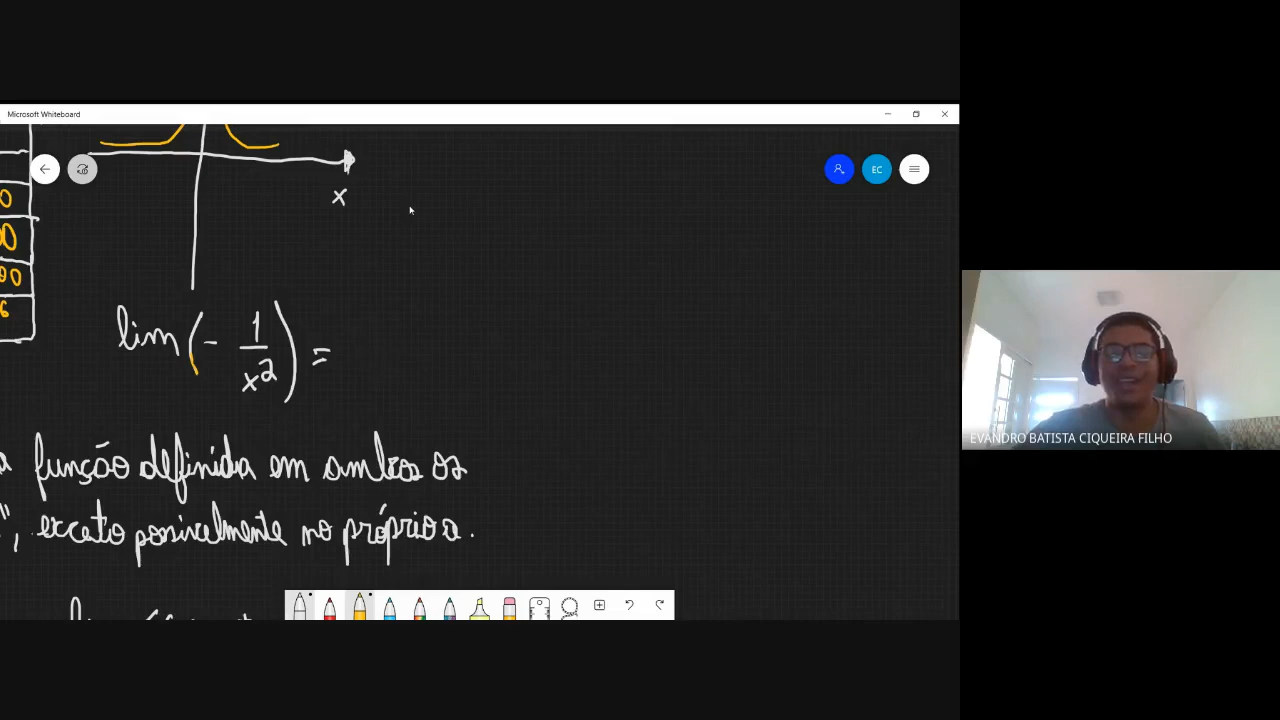 Microsoft Whiteboard
EC
x
lim (- 1/x²) =
a função definida em ambos os
", exceto possivelmente no próprio a.
EVANDRO BATISTA CIQUEIRA FILHO